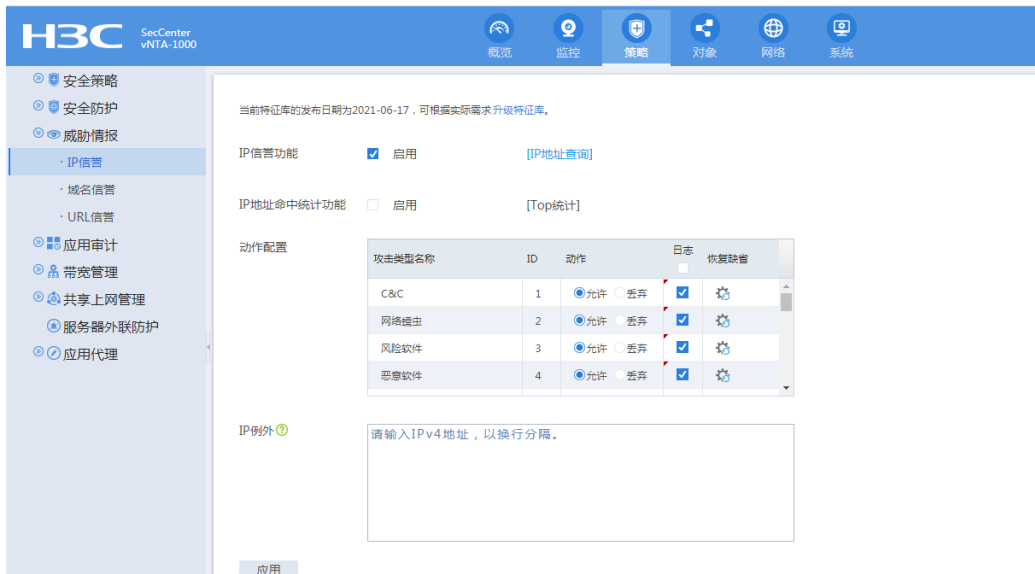 H3C SecCenter vNTA-1000
概览 监控 策略 对象 网络 系统
安全策略
安全防护
威胁情报
· IP信誉
· 域名信誉
· URL信誉
应用审计
带宽管理
共享上网管理
服务器外联防护
应用代理
当前特征库的发布日期为2021-06-17，可根据实际需求升级特征库。
IP信誉功能 启用 [IP地址查询]
IP地址命中统计功能 启用 [Top统计]
动作配置
攻击类型名称 ID 动作 日志 恢复缺省
C&C 1 允许 丢弃
网络蠕虫 2 允许 丢弃
风险软件 3 允许 丢弃
恶意软件 4 允许 丢弃
IP例外?
请输入IPv4地址，以换行分隔。
应用